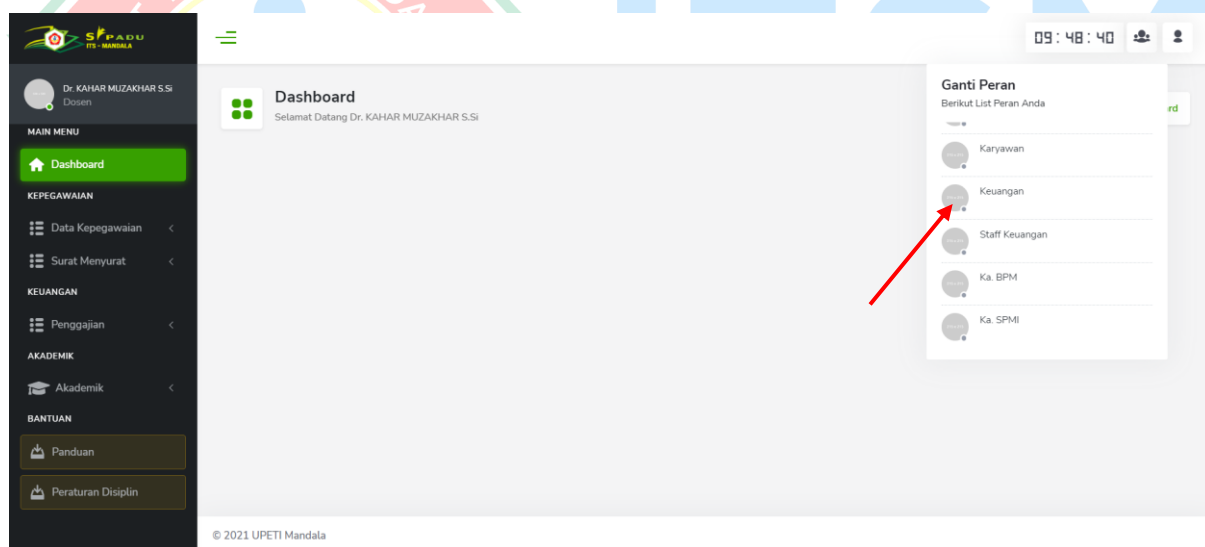 SIPADU
ITS - MANDALA
09:48:40
Dr. KAHAR MUZAKHAR S.Si
Dosen
MAIN MENU
Dashboard
KEPEGAWAIAN
Data Kepegawaian
Surat Menyurat
KEUANGAN
Penggajian
AKADEMIK
Akademik
BANTUAN
Panduan
Peraturan Disiplin
Dashboard
Selamat Datang Dr. KAHAR MUZAKHAR S.Si
rd
Ganti Peran
Berikut List Peran Anda
Karyawan
Keuangan
Staff Keuangan
Ka. BPM
Ka. SPMI
© 2021 UPETI Mandala